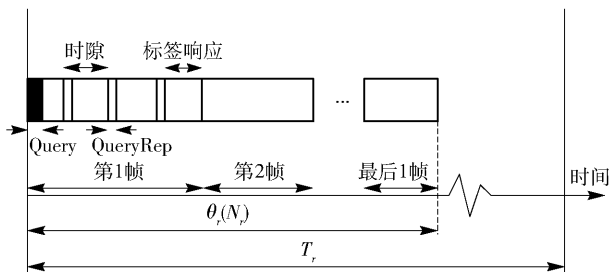 时隙 标签响应
...
Query QueryRep
第1帧 第2帧 最后1帧
时间
θr(Nr)
Tr